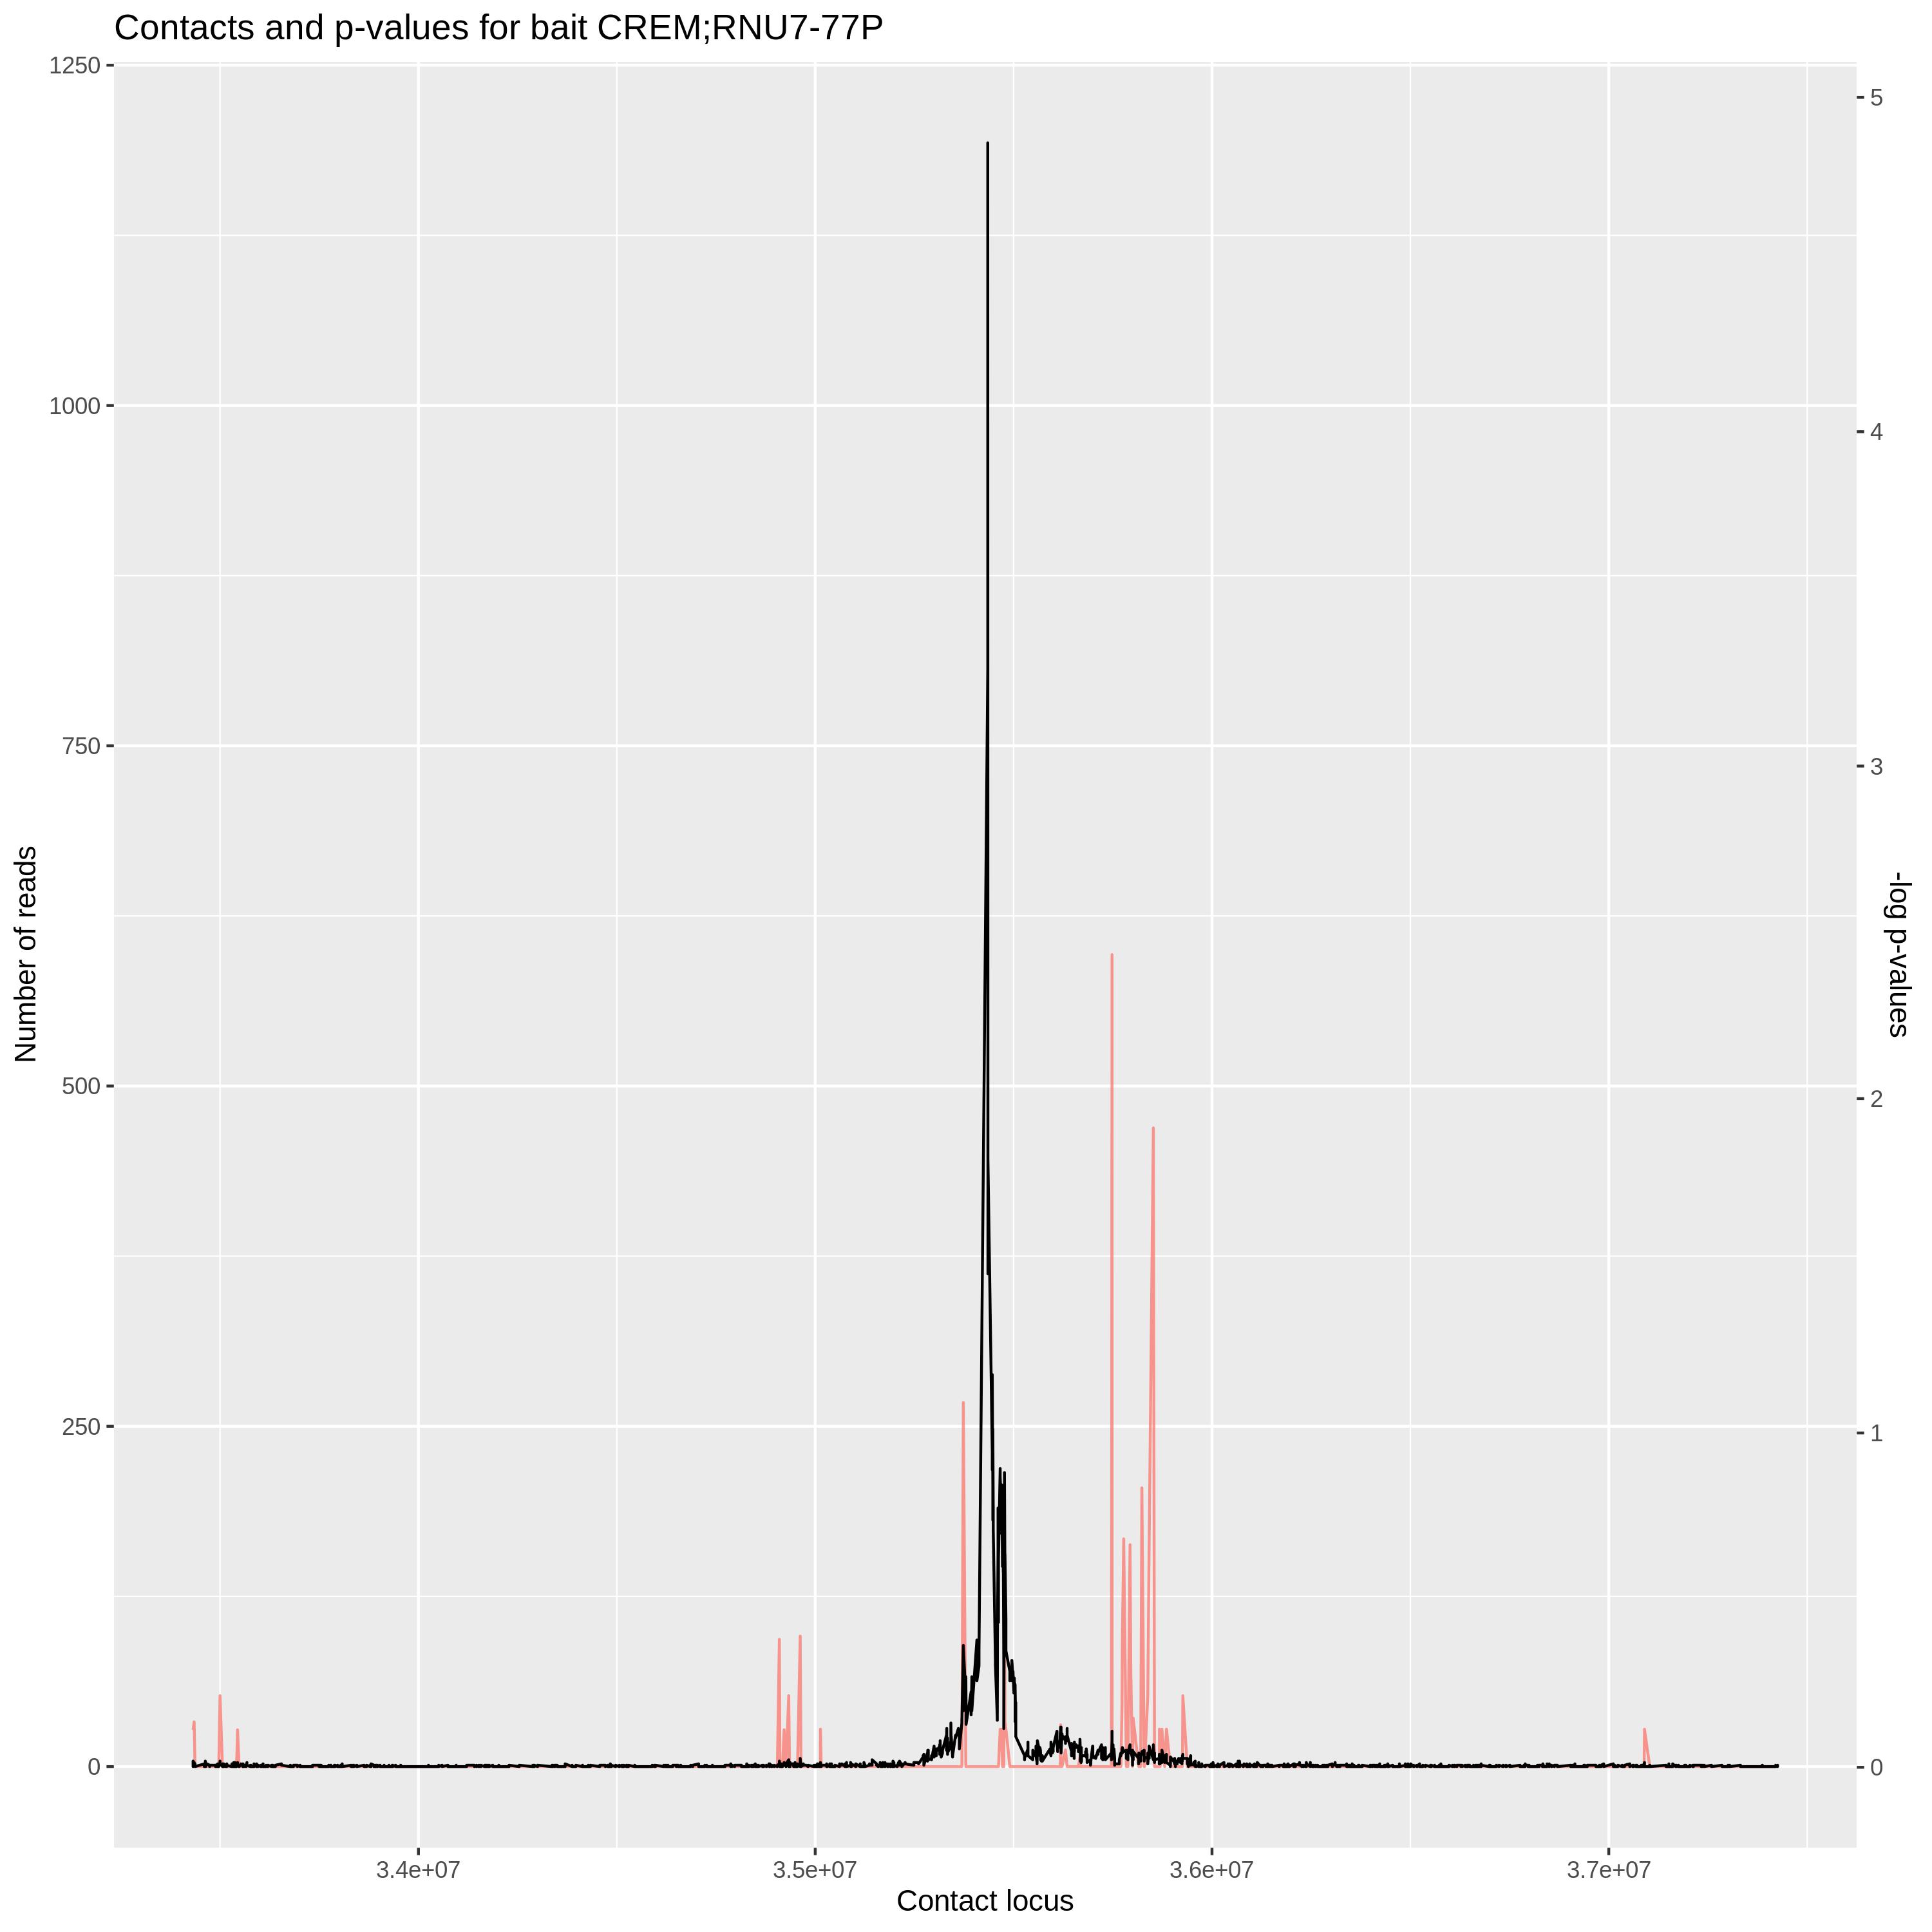 Contacts and p-values for bait CREM;RNU7-77P
1250
1000
750
500
250
0
Number of reads
5
4
3
2
1
0
-log p-values
3.4e+07
3.5e+07
3.6e+07
3.7e+07
Contact locus